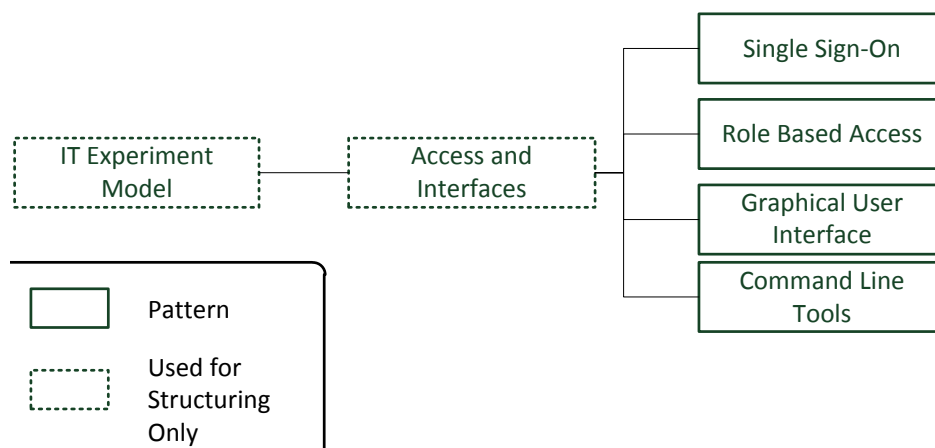 Single Sign-On
Role Based Access
IT Experiment
Model
Access and
Interfaces
Graphical User
Interface
Command Line
Tools
Pattern
Used for
Structuring
Only